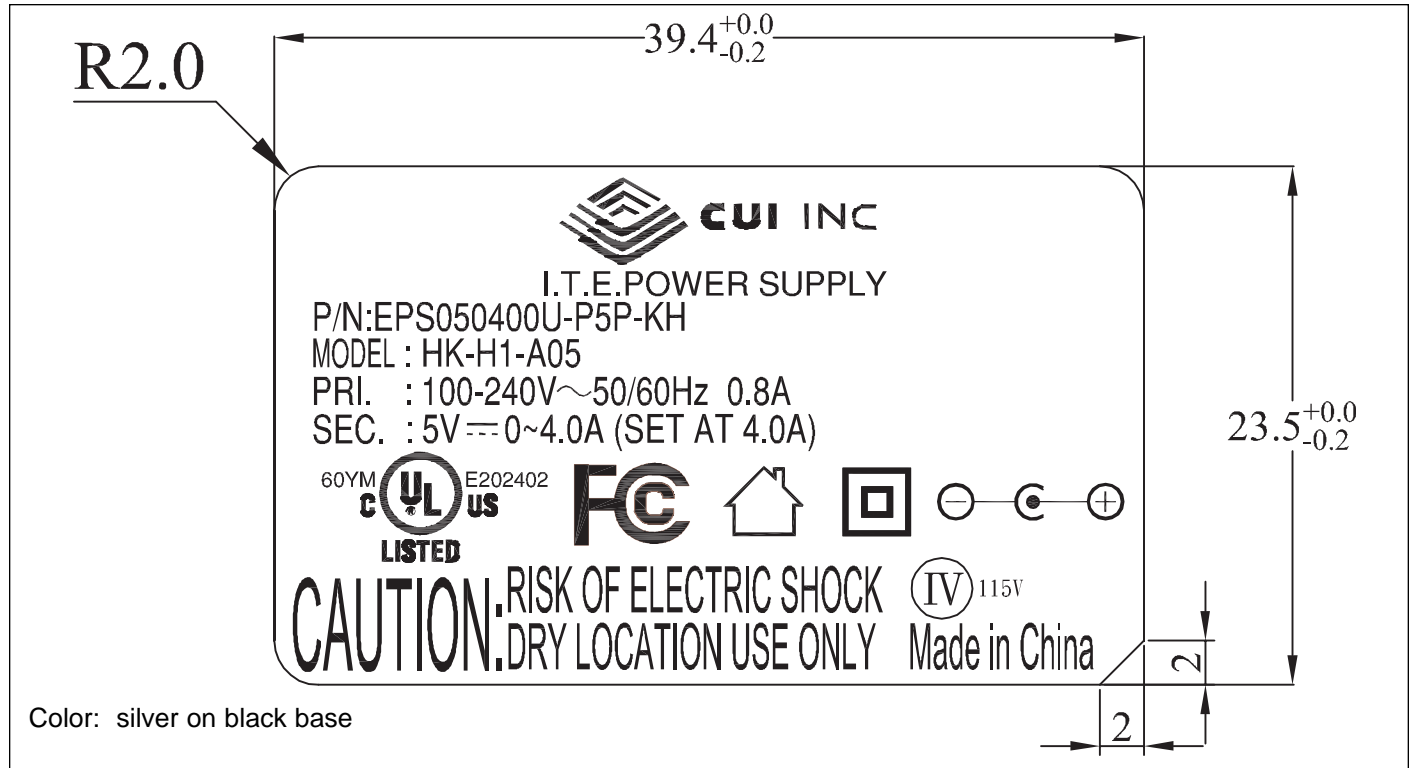 39.4 +0.0 -0.2
R2.0
CUI INC
I.T.E.POWER SUPPLY
P/N:EPS050400U-P5P-KH
MODEL : HK-H1-A05
PRI. : 100-240V～50/60Hz 0.8A
SEC. : 5V⎓0~4.0A (SET AT 4.0A)
23.5 +0.0 -0.2
60YM E202402
C UL ® US
LISTED
FC
CAUTION: RISK OF ELECTRIC SHOCK
DRY LOCATION USE ONLY
IV 115V
Made in China
2
2
Color: silver on black base